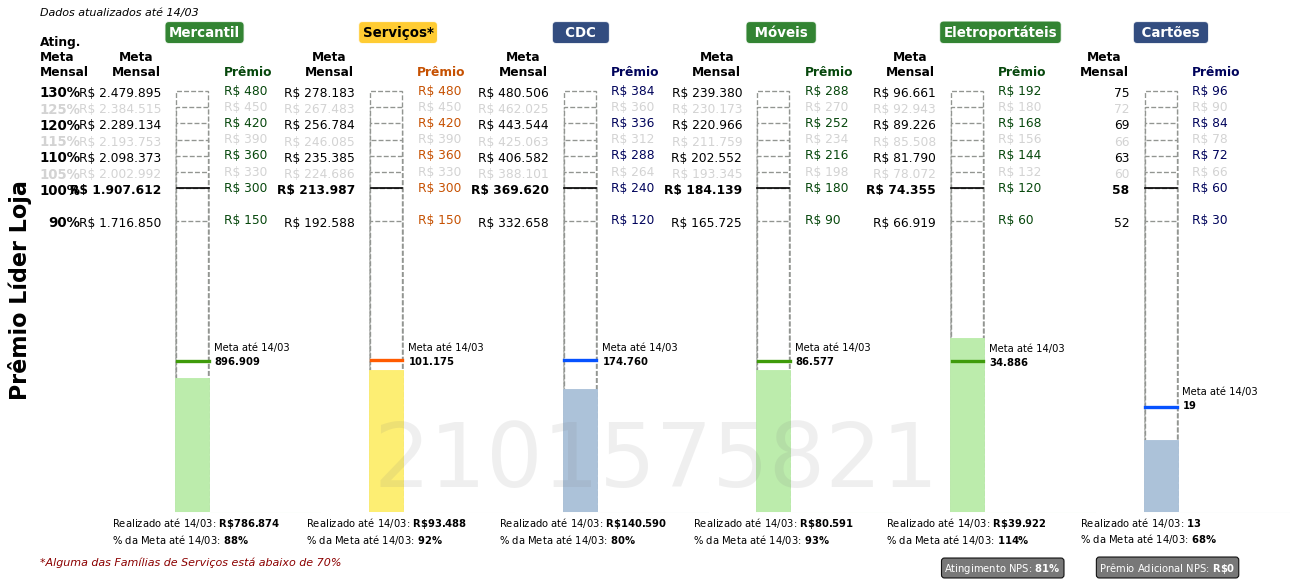 Dados atualizados até 14/03
Mercantil Serviços* CDC Móveis Eletroportáteis Cartões
Ating. Meta Mensal
Meta Mensal Prêmio Meta Mensal Prêmio Meta Mensal Prêmio Meta Mensal Prêmio Meta Mensal Prêmio Meta Mensal Prêmio
130% R$ 2.479.895 R$ 480 R$ 278.183 R$ 480 R$ 480.506 R$ 384 R$ 239.380 R$ 288 R$ 96.661 R$ 192 75 R$ 96
125% R$ 2.384.515 R$ 450 R$ 267.483 R$ 450 R$ 462.025 R$ 360 R$ 230.173 R$ 270 R$ 92.943 R$ 180 72 R$ 90
120% R$ 2.289.134 R$ 420 R$ 256.784 R$ 420 R$ 443.544 R$ 336 R$ 220.966 R$ 252 R$ 89.226 R$ 168 69 R$ 84
115% R$ 2.193.753 R$ 390 R$ 246.085 R$ 390 R$ 425.063 R$ 312 R$ 211.759 R$ 234 R$ 85.508 R$ 156 66 R$ 78
110% R$ 2.098.373 R$ 360 R$ 235.385 R$ 360 R$ 406.582 R$ 288 R$ 202.552 R$ 216 R$ 81.790 R$ 144 63 R$ 72
105% R$ 2.002.992 R$ 330 R$ 224.686 R$ 330 R$ 388.101 R$ 264 R$ 193.345 R$ 198 R$ 78.072 R$ 132 60 R$ 66
100% R$ 1.907.612 R$ 300 R$ 213.987 R$ 300 R$ 369.620 R$ 240 R$ 184.139 R$ 180 R$ 74.355 R$ 120 58 R$ 60
90% R$ 1.716.850 R$ 150 R$ 192.588 R$ 150 R$ 332.658 R$ 120 R$ 165.725 R$ 90 R$ 66.919 R$ 60 52 R$ 30
Prêmio Líder Loja
Meta até 14/03 Meta até 14/03 Meta até 14/03 Meta até 14/03 Meta até 14/03
896.909 101.175 174.760 86.577 34.886
Meta até 14/03
19
2101575821
Realizado até 14/03: R$786.874 Realizado até 14/03: R$93.488 Realizado até 14/03: R$140.590 Realizado até 14/03: R$80.591 Realizado até 14/03: R$39.922 Realizado até 14/03: 13
% da Meta até 14/03: 88% % da Meta até 14/03: 92% % da Meta até 14/03: 80% % da Meta até 14/03: 93% % da Meta até 14/03: 114% % da Meta até 14/03: 68%
*Alguma das Famílias de Serviços está abaixo de 70%
Atingimento NPS: 81% Prêmio Adicional NPS: R$0